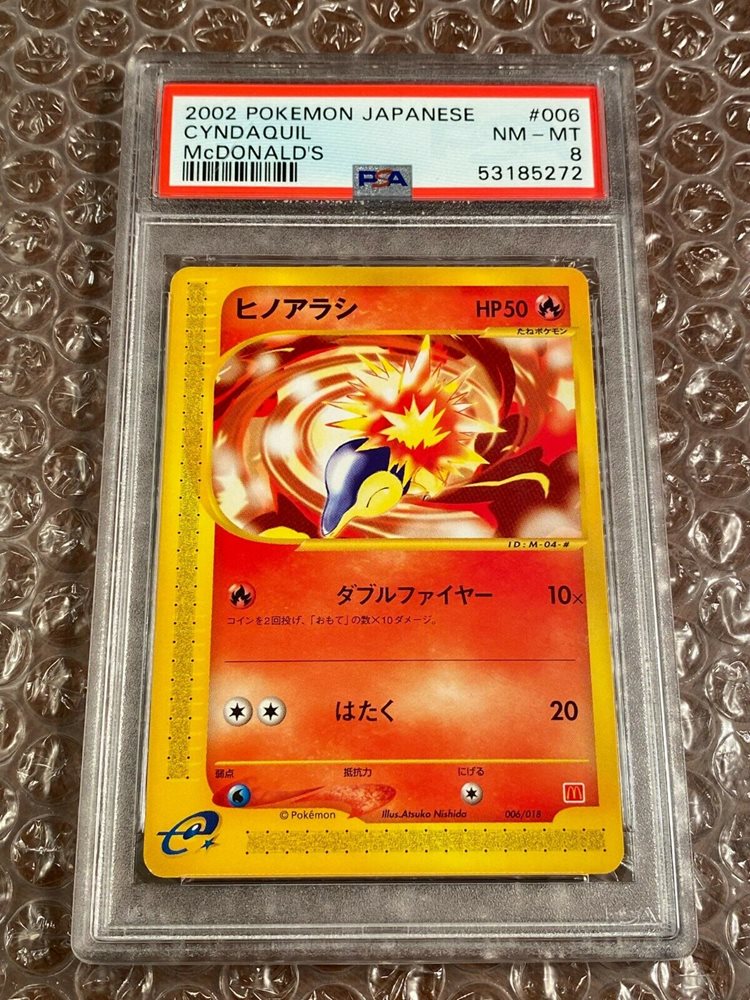 2002 POKEMON JAPANESE #006
CYNDAQUIL NM - MT
McDONALD'S 8
PSA 53185272
ヒノアラシ HP50
たねポケモン
ID:M-04-#
ダブルファイヤー 10×
コインを2回投げ、「おもて」の数×10ダメージ。
はたく 20
弱点 抵抗力 にげる
©Pokémon Illus.Atsuko Nishida 006/018
e